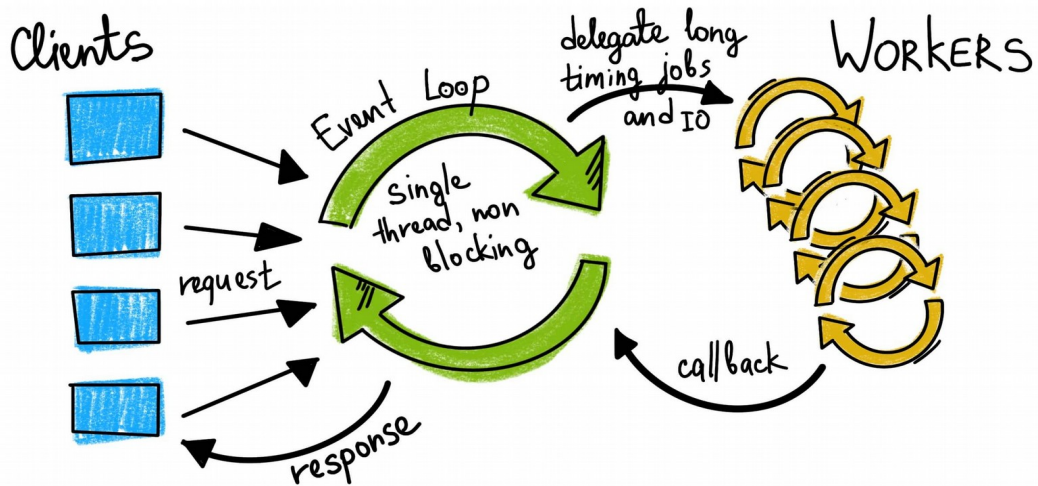 Clients
Event Loop
single
thread, non
blocking
delegate long
timing jobs
and IO
WORKERS
request
response
callback